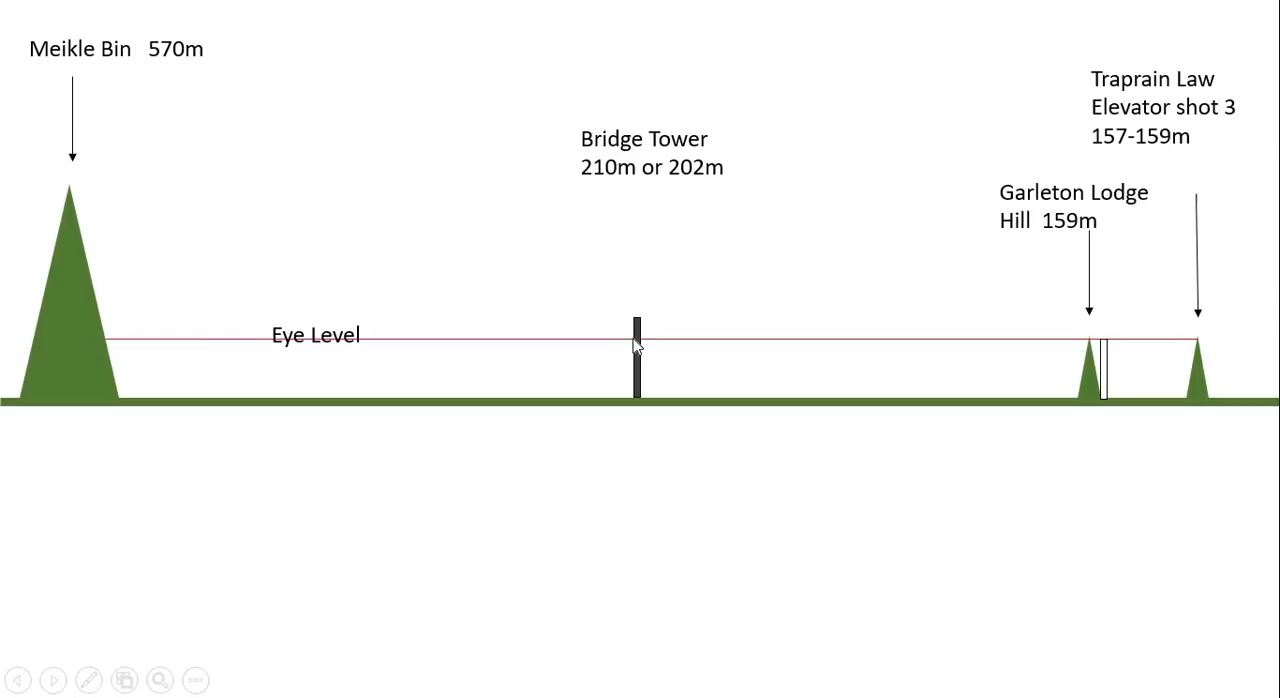 Meikle Bin 570m
Traprain Law
Elevator shot 3
157-159m
Bridge Tower
210m or 202m
Garleton Lodge
Hill 159m
Eye Level